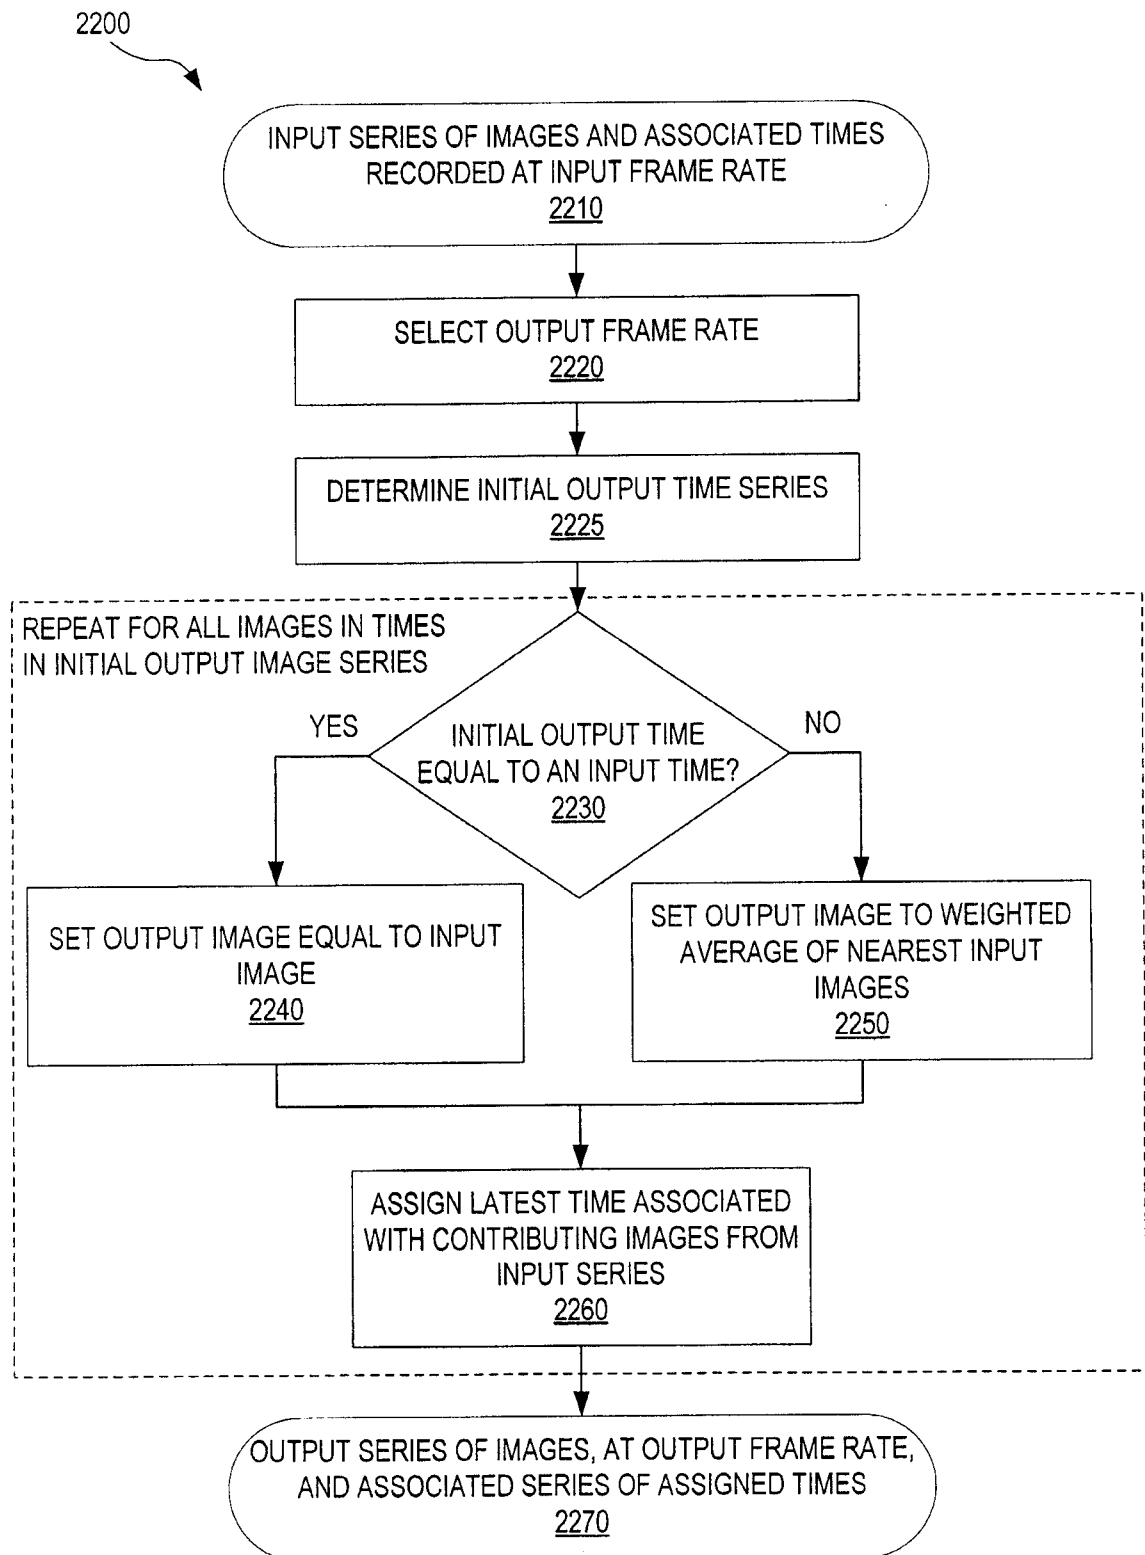 2200
INPUT SERIES OF IMAGES AND ASSOCIATED TIMES
RECORDED AT INPUT FRAME RATE
2210
SELECT OUTPUT FRAME RATE
2220
DETERMINE INITIAL OUTPUT TIME SERIES
2225
REPEAT FOR ALL IMAGES IN TIMES
IN INITIAL OUTPUT IMAGE SERIES
YES
INITIAL OUTPUT TIME
EQUAL TO AN INPUT TIME?
2230
NO
SET OUTPUT IMAGE EQUAL TO INPUT
IMAGE
2240
SET OUTPUT IMAGE TO WEIGHTED
AVERAGE OF NEAREST INPUT
IMAGES
2250
ASSIGN LATEST TIME ASSOCIATED
WITH CONTRIBUTING IMAGES FROM
INPUT SERIES
2260
OUTPUT SERIES OF IMAGES, AT OUTPUT FRAME RATE,
AND ASSOCIATED SERIES OF ASSIGNED TIMES
2270